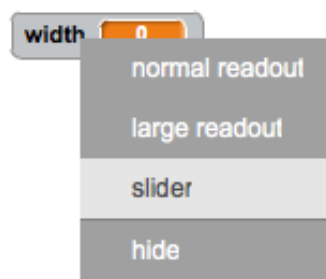 width 0
normal readout
large readout
slider
hide